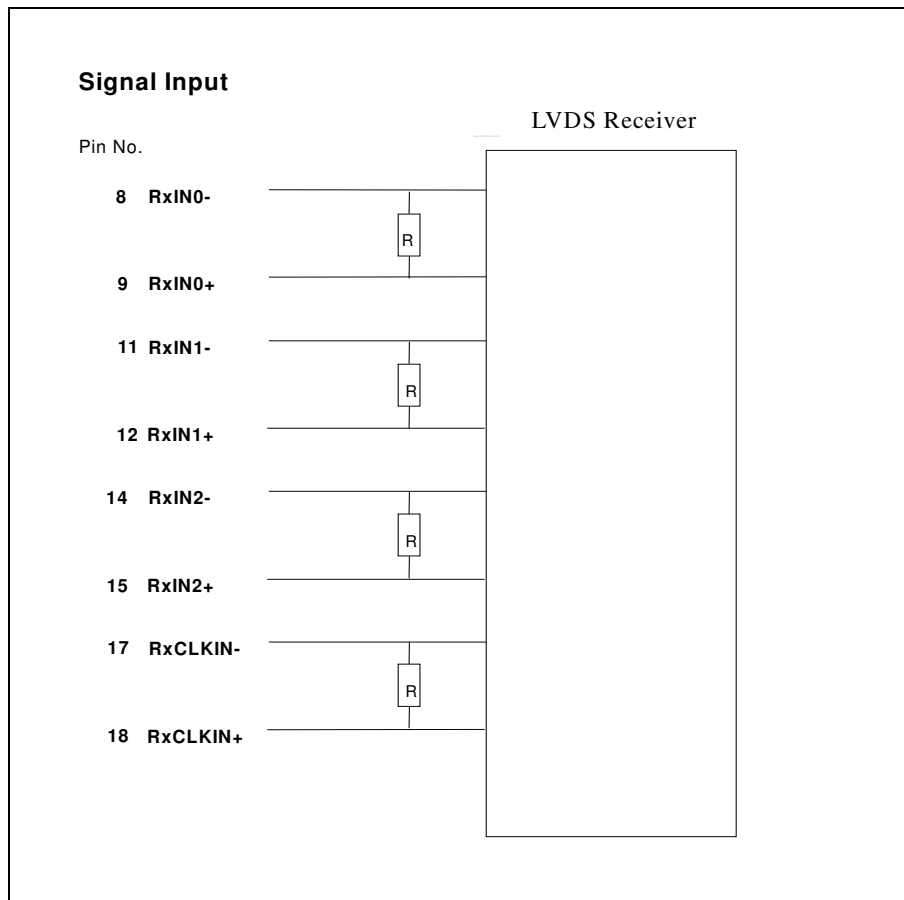 Signal Input
LVDS Receiver
Pin No.
8 RxIN0-
R
9 RxIN0+
11 RxIN1-
R
12 RxIN1+
14 RxIN2-
R
15 RxIN2+
17 RxCLKIN-
R
18 RxCLKIN+